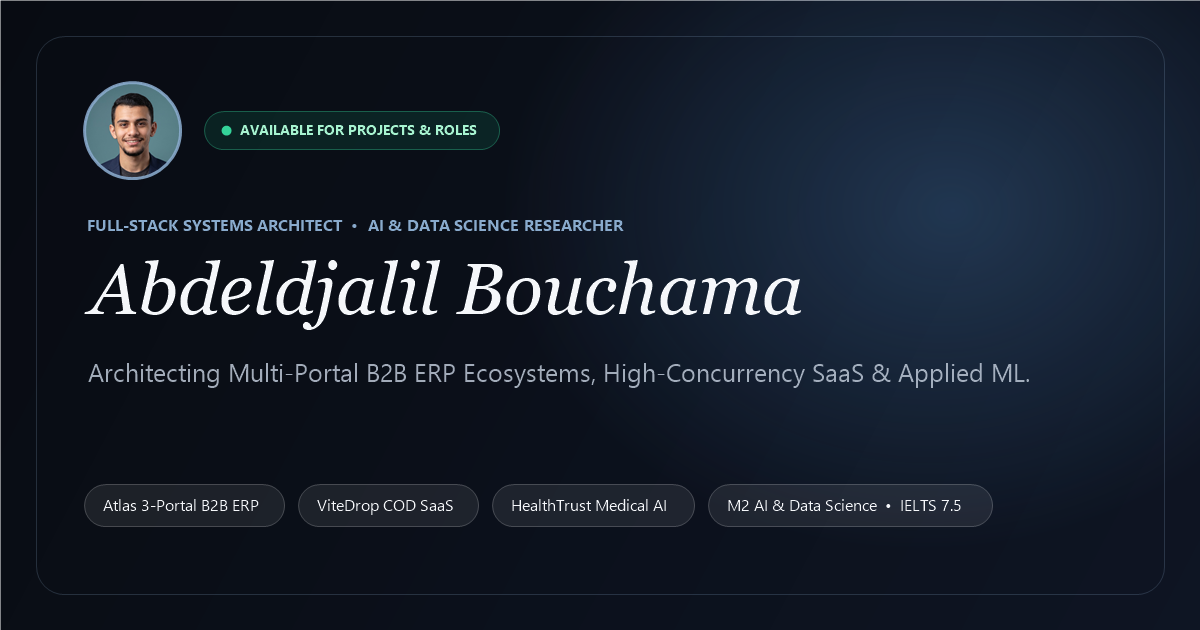 AVAILABLE FOR PROJECTS & ROLES
FULL-STACK SYSTEMS ARCHITECT • AI & DATA SCIENCE RESEARCHER
Abdeldjalil Bouchama
Architecting Multi-Portal B2B ERP Ecosystems, High-Concurrency SaaS & Applied ML.
Atlas 3-Portal B2B ERP
ViteDrop COD SaaS
HealthTrust Medical AI
M2 AI & Data Science • IELTS 7.5